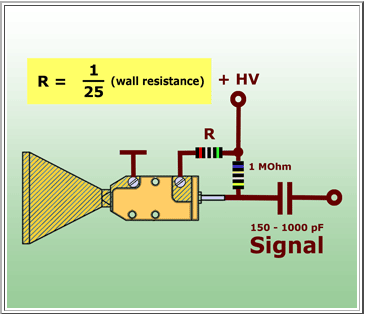 R = 1/25 (wall resistance)
+ HV
R
1 MOhm
150 - 1000 pF
Signal